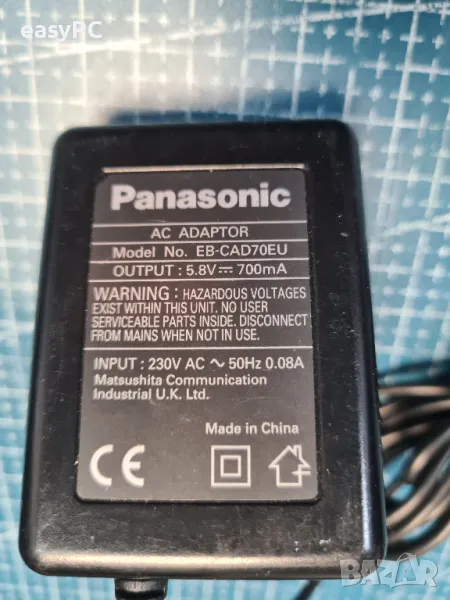 easyPC
Panasonic
AC ADAPTOR
Model No. EB-CAD70EU
OUTPUT : 5.8V ⎓ 700mA
WARNING : HAZARDOUS VOLTAGES
EXIST WITHIN THIS UNIT. NO USER
SERVICEABLE PARTS INSIDE. DISCONNECT
FROM MAINS WHEN NOT IN USE.
INPUT : 230V AC ∿ 50Hz 0.08A
Matsushita Communication
Industrial U.K. Ltd.
Made in China
CE
BAZAR